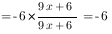 = -6 × (9x + 6)/(9x + 6) = -6